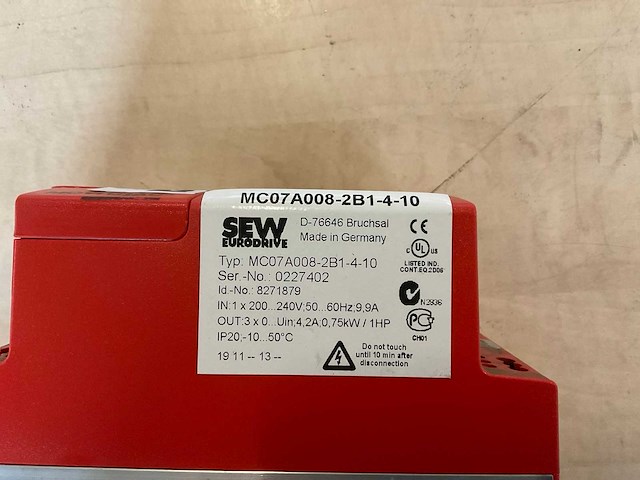 MC07A008-2B1-4-10
SEW
EURODRIVE
D-76646 Bruchsal
Made in Germany
CE
Typ: MC07A008-2B1-4-10
Ser.-No.: 0227402
Id.-No.: 8271879
IN:1 x 200...240V;50...60Hz;9,9A
OUT:3 x 0...Uin;4,2A;0,75kW / 1HP
IP20;-10...50°C
19 11 -- 13 --
C UL US
LISTED IND.
CONT.EQ.2D06
N2936
CH01
Do not touch
until 10 min after
disconnection